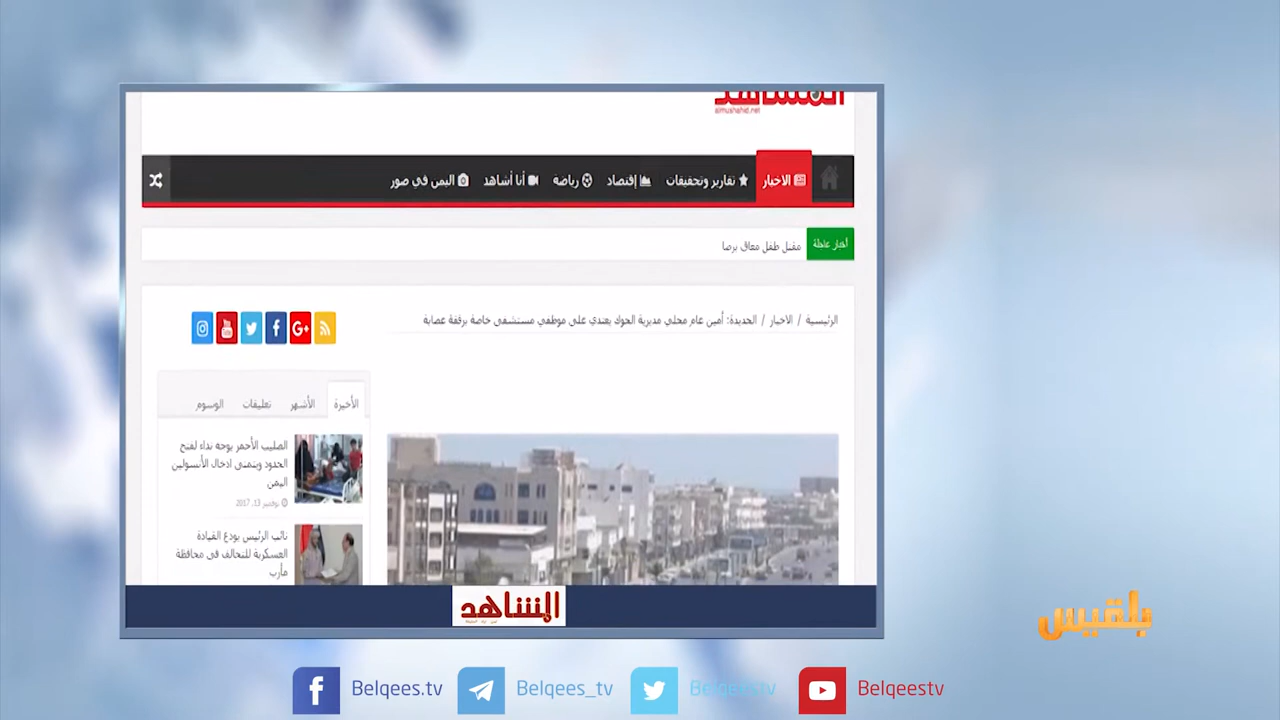 المشاهد
almushahid.net
الاخبار
تقارير وتحقيقات
إقتصاد
رياضة
أنا أشاهد
اليمن في صور
أخبار عاجلة
مقتل طفل معاق برصا
الرئيسية / الاخبار / الحديدة: أمين عام محلي مديرية الحوك يعتدي على موظفي مستشفى خاصة برفقة عصابة
الأخيرة
الأشهر
تعليقات
الوسوم
الصليب الأحمر يوجه نداء لفتح
الحدود ويتمنى ادخال الأنسولين
اليمن
نوفمبر 13, 2017
نائب الرئيس يودع القيادة
العسكرية للتحالف في محافظة
مأرب
المشاهد
بلقيس
Belqees.tv
Belqees_tv
Belqeestv
Belqeestv